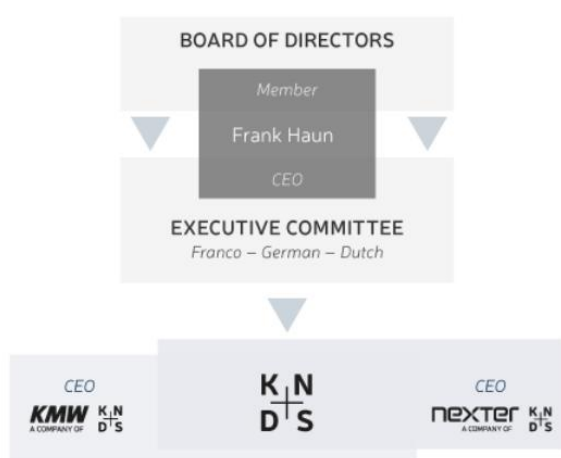 BOARD OF DIRECTORS
Member
Frank Haun
CEO
EXECUTIVE COMMITTEE
Franco – German – Dutch
CEO
KMW
A COMPANY OF
K N
D S
K N
D S
CEO
nexter
A COMPANY OF
K N
D S